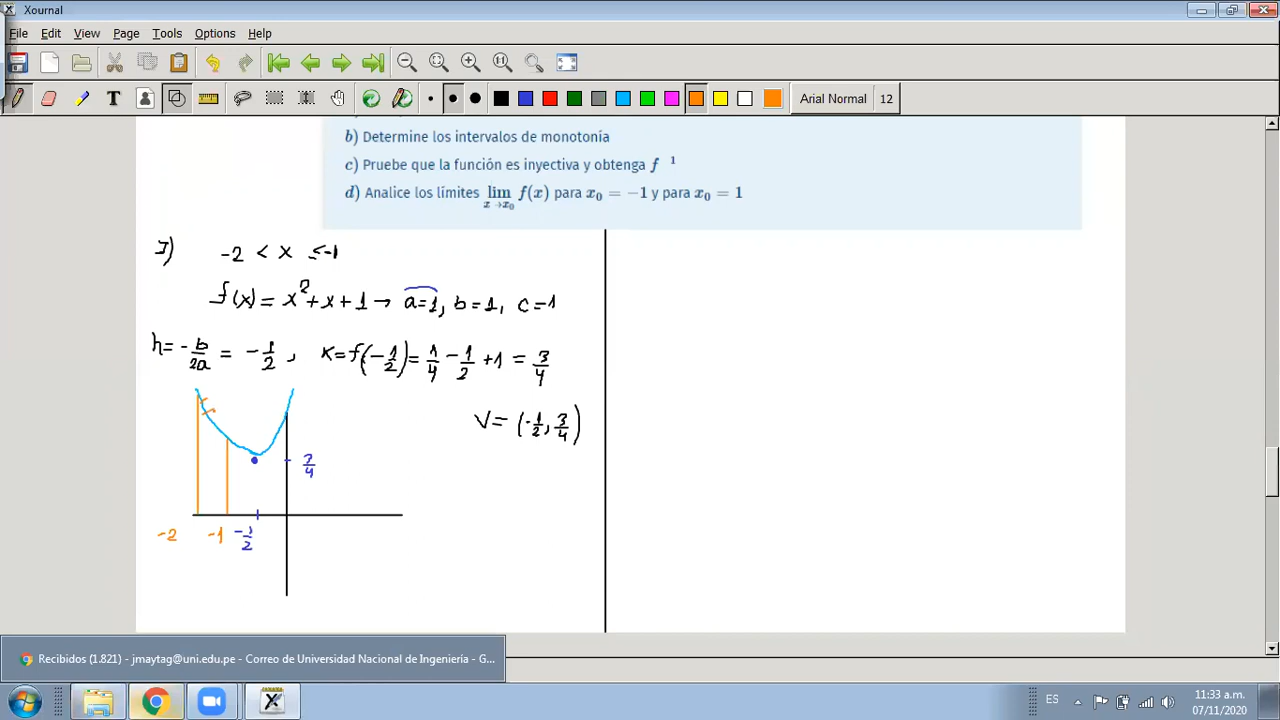 Xournal
File Edit View Page Tools Options Help
Arial Normal 12
b) Determine los intervalos de monotonía
c) Pruebe que la función es inyectiva y obtenga f⁻¹
d) Analice los límites lim x→x₀ f(x) para x₀ = −1 y para x₀ = 1
I) -2 < x ≤ -1
f(x) = x² + x + 1 → a=1, b=1, c=1
h = -b/2a = -1/2, K = f(-1/2) = 1/4 - 1/2 + 1 = 3/4
V = (-1/2, 3/4)
3/4
-2 -1 -1/2
Recibidos (1.821) - jmaytag@uni.edu.pe - Correo de Universidad Nacional de Ingenieria - G...
ES 11:33 a.m.
07/11/2020